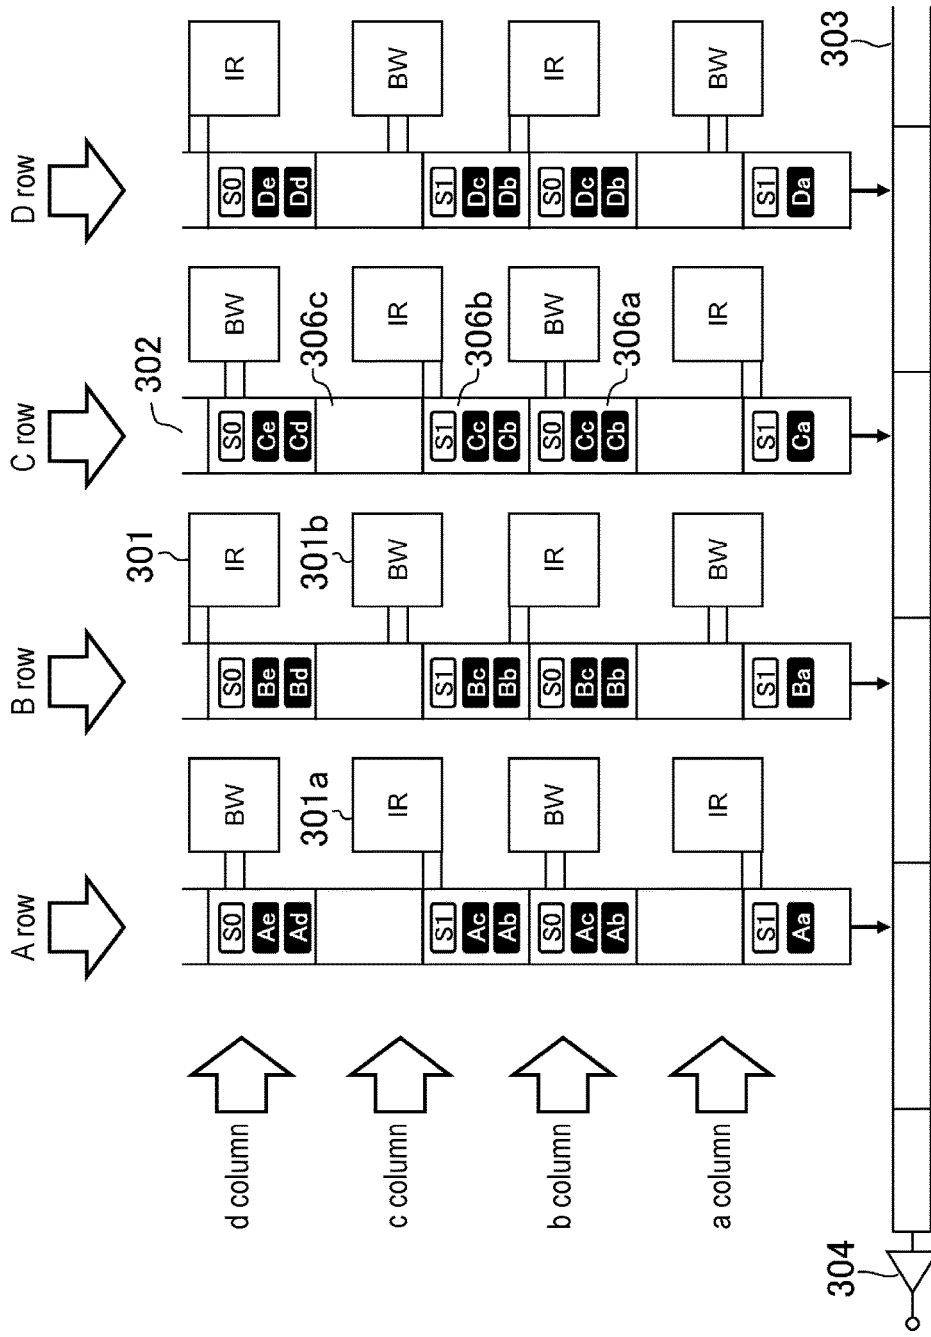 A row
B row
C row
D row
301
302
d column
S0
Ae
Ad
BW
S0
Be
Bd
IR
S0
Ce
Cd
BW
S0
De
Dd
IR
301a
301b
306c
c column
IR
BW
IR
BW
S1
Ac
Ab
S1
Bc
Bb
S1
Cc
Cb
306b
S1
Dc
Db
b column
S0
Ac
Ab
BW
S0
Bc
Bb
IR
S0
Cc
Cb
BW
306a
S0
Dc
Db
IR
a column
IR
BW
IR
BW
S1
Aa
S1
Ba
S1
Ca
S1
Da
304
303